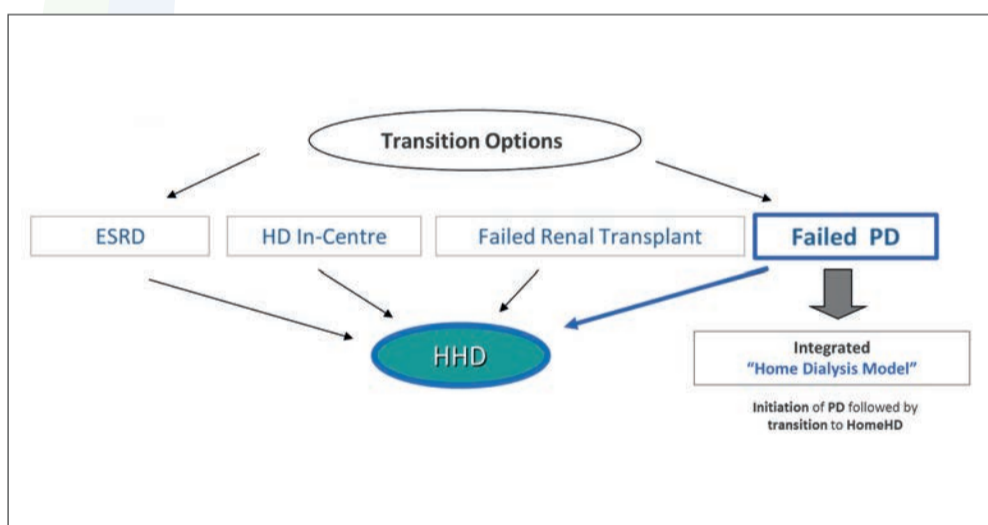 Transition Options
ESRD
HD In-Centre
Failed Renal Transplant
Failed PD
HHD
Integrated
“Home Dialysis Model”
Initiation of PD followed by
transition to HomeHD